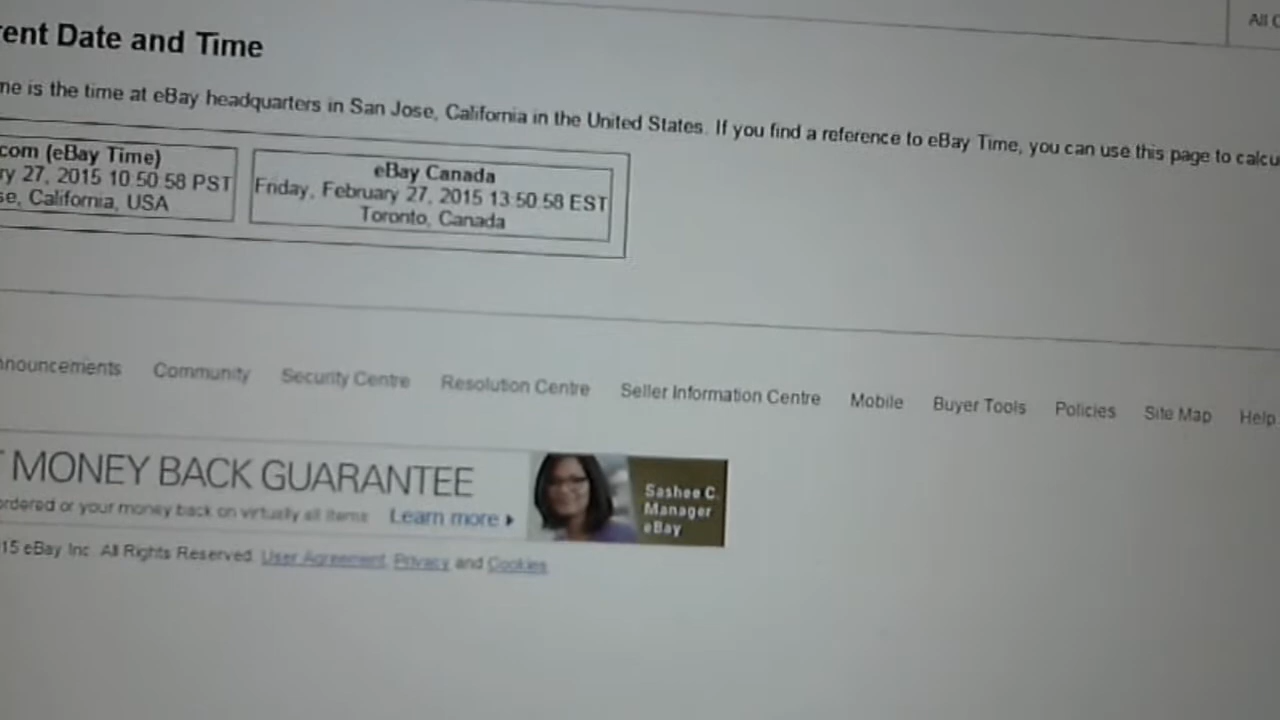 All
ent Date and Time
me is the time at eBay headquarters in San Jose, California in the United States. If you find a reference to eBay Time, you can use this page to calcu
com (eBay Time)
ry 27, 2015 10:50:58 PST
se, California, USA
eBay Canada
Friday, February 27, 2015 13:50:58 EST
Toronto, Canada
nnouncements Community Security Centre Resolution Centre Seller Information Centre Mobile Buyer Tools Policies Site Map Help
MONEY BACK GUARANTEE
ordered or your money back on virtually all items Learn more
Sashee C.
Manager
eBay
15 eBay Inc. All Rights Reserved. User Agreement, Privacy and Cookies